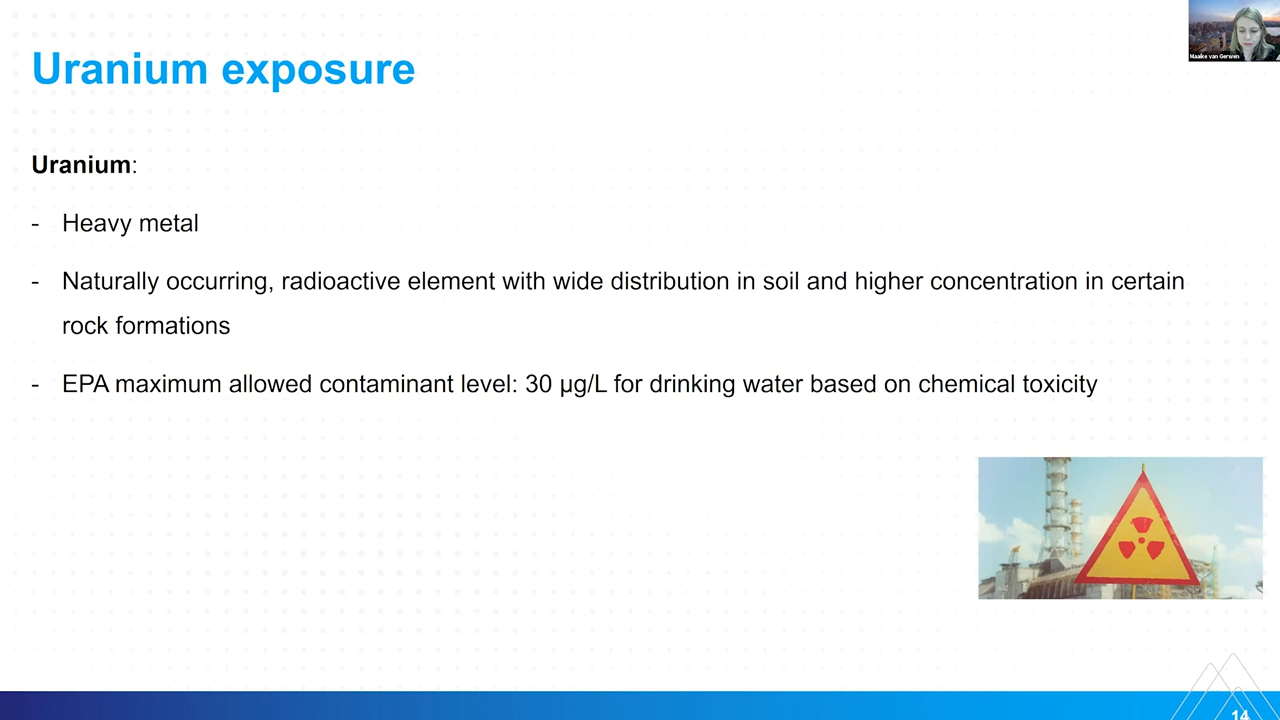 Maaike van Gerwen
Uranium exposure
Uranium:
- Heavy metal
- Naturally occurring, radioactive element with wide distribution in soil and higher concentration in certain
rock formations
- EPA maximum allowed contaminant level: 30 µg/L for drinking water based on chemical toxicity
14